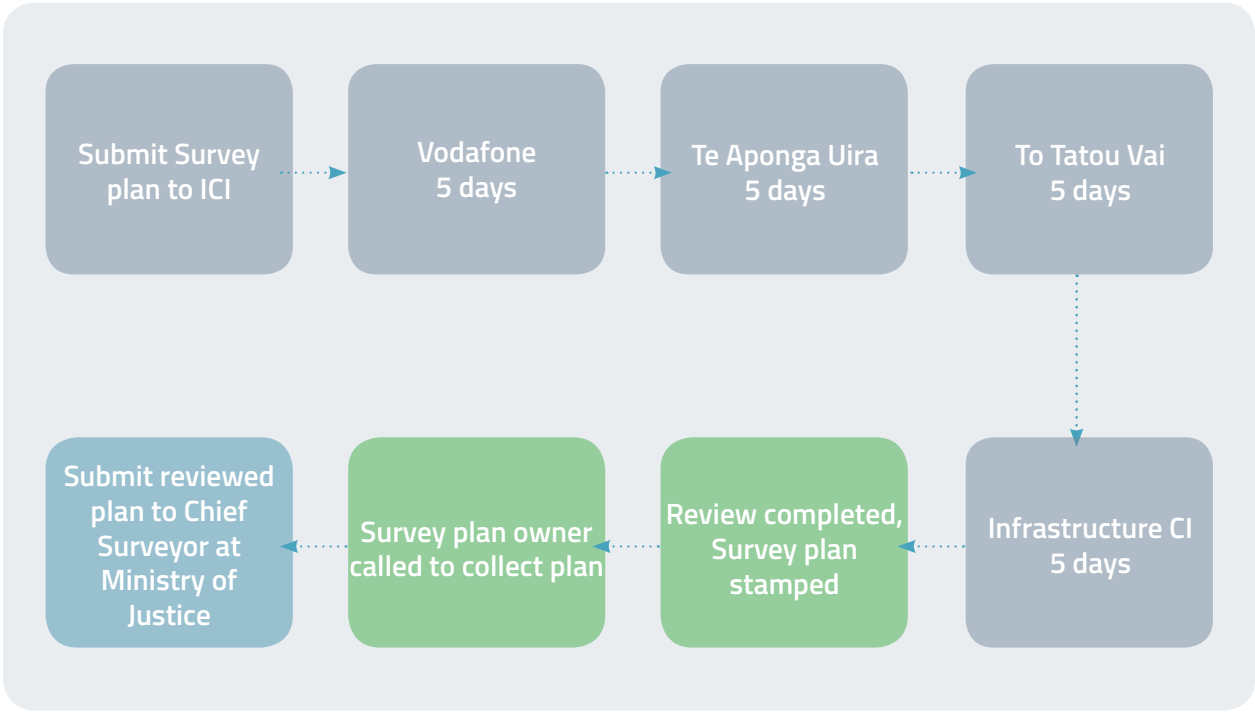 Submit Survey
plan to ICI
Vodafone
5 days
Te Aponga Uira
5 days
To Tatou Vai
5 days
Infrastructure CI
5 days
Review completed,
Survey plan
stamped
Survey plan owner
called to collect plan
Submit reviewed
plan to Chief
Surveyor at
Ministry of
Justice